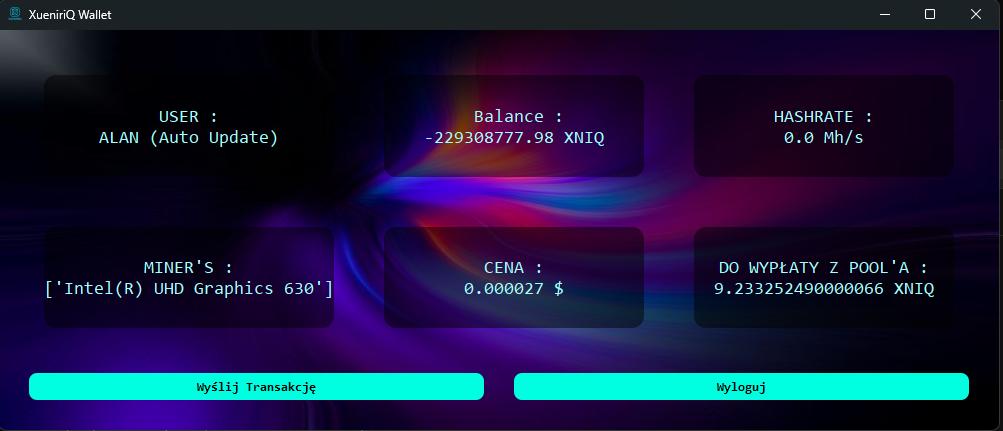 XueniriQ Wallet
USER :
ALAN (Auto Update)
Balance :
-229308777.98 XNIQ
HASHRATE :
0.0 Mh/s
MINER'S :
['Intel(R) UHD Graphics 630']
CENA :
0.000027 $
DO WYPŁATY Z POOL'A :
9.233252490000066 XNIQ
Wyślij Transakcję
Wyloguj